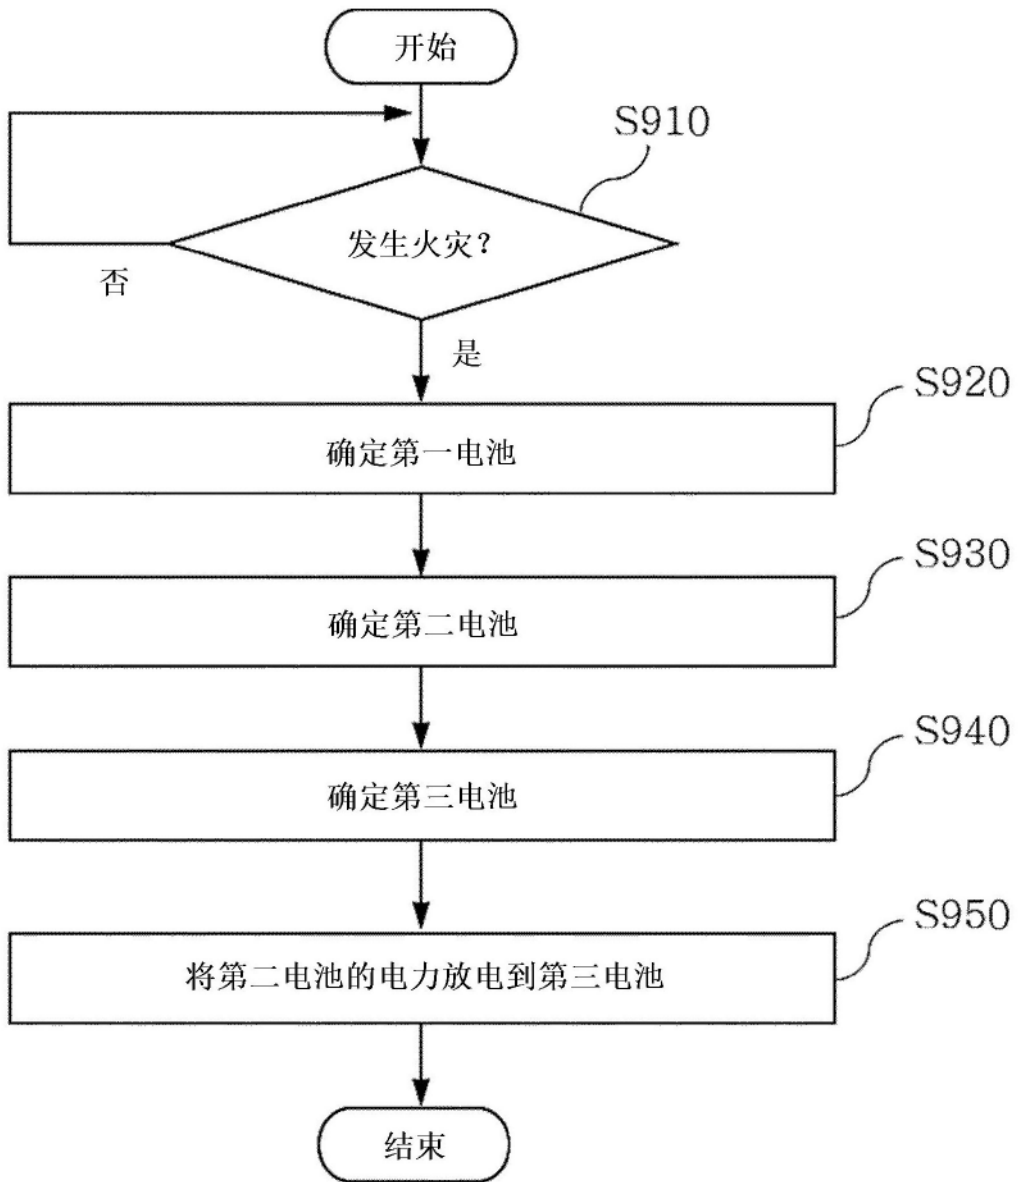 开始
S910
发生火灾?
否
是
S920
确定第一电池
S930
确定第二电池
S940
确定第三电池
S950
将第二电池的电力放电到第三电池
结束